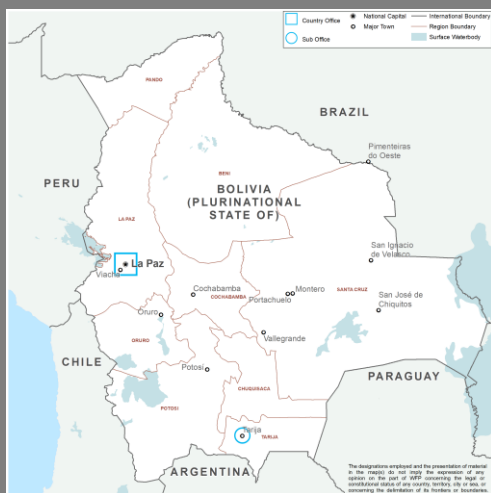 Country Office
National Capital
International Boundary
Major Town
Region Boundary
Sub Office
Surface Waterbody
PANDO
BRAZIL
Pimenteiras
do Oeste
PERU
BENI
BOLIVIA
(PLURINATIONAL
STATE OF)
LA PAZ
La Paz
Viacha
San Ignacio
de Velasco
Cochabamba
COCHABAMBA
Montero
Portachuelo
SANTA CRUZ
San José de
Chiquitos
Oruro
ORURO
Vallegrande
CHILE
Potosi
PARAGUAY
CHUQUISACA
POTOSI
Tarija
TARIJA
ARGENTINA
The designations employed and the presentation of material
in the map(s) do not imply the expression of any
opinion on the part of WFP concerning the legal or
constitutional status of any country, territory, city or sea, or
concerning the delimitation of its frontiers or boundaries.